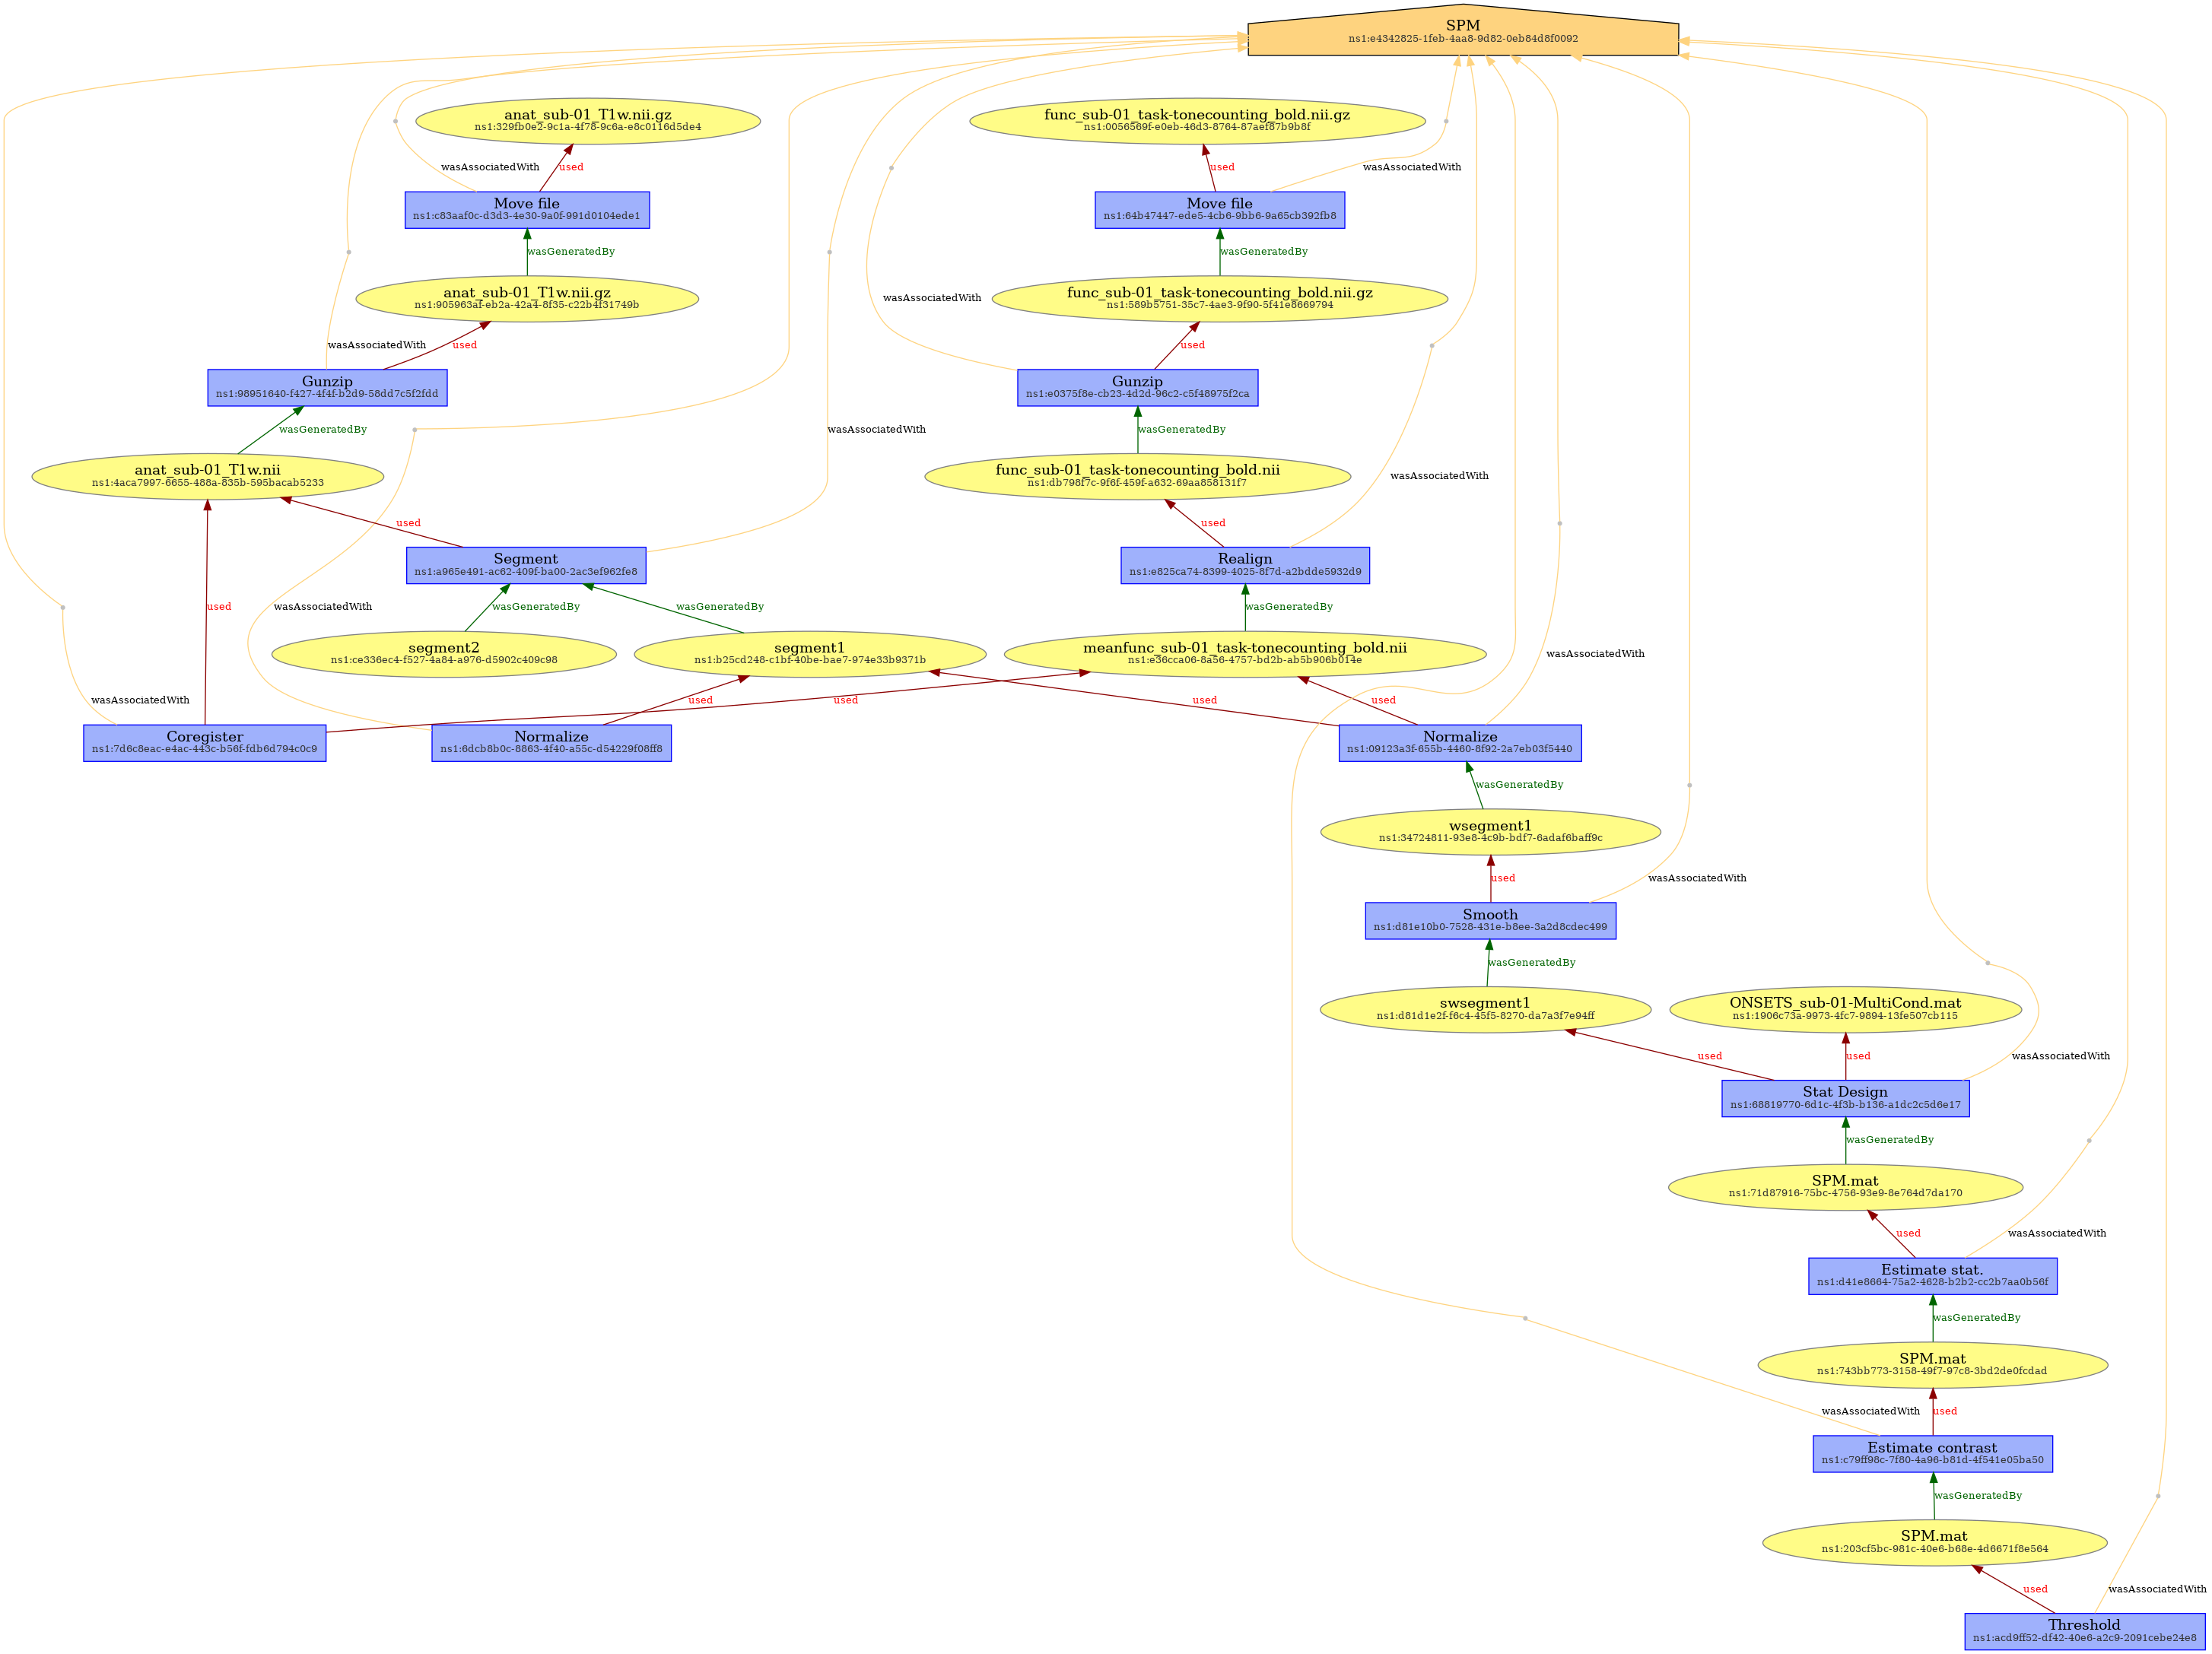 SPM
ns1:e4342825-1feb-4aa8-9d82-0eb84d8f0092
anat_sub-01_T1w.nii.gz
ns1:329fb0e2-9c1a-4f78-9c6a-e8c0116d5de4
func_sub-01_task-tonecounting_bold.nii.gz
ns1:0056569f-e0eb-46d3-8764-87aef87b9b8f
wasAssociatedWith
used
used
wasAssociatedWith
Move file
ns1:c83aaf0c-d3d3-4e30-9a0f-991d0104ede1
Move file
ns1:64b47447-ede5-4cb6-9bb6-9a65cb392fb8
wasGeneratedBy
wasGeneratedBy
anat_sub-01_T1w.nii.gz
ns1:905963af-eb2a-42a4-8f35-c22b4f31749b
wasAssociatedWith
func_sub-01_task-tonecounting_bold.nii.gz
ns1:589b5751-35c7-4ae3-9f90-5f41e8669794
wasAssociatedWith
used
used
Gunzip
ns1:98951640-f427-4f4f-b2d9-58dd7c5f2fdd
Gunzip
ns1:e0375f8e-cb23-4d2d-96c2-c5f48975f2ca
wasGeneratedBy
wasAssociatedWith
wasGeneratedBy
anat_sub-01_T1w.nii
ns1:4aca7997-6655-488a-835b-595bacab5233
func_sub-01_task-tonecounting_bold.nii
ns1:db798f7c-9f6f-459f-a632-69aa858131f7
wasAssociatedWith
used
used
Segment
ns1:a965e491-ac62-409f-ba00-2ac3ef962fe8
Realign
ns1:e825ca74-8399-4025-8f7d-a2bdde5932d9
used
wasAssociatedWith
wasGeneratedBy
wasGeneratedBy
wasGeneratedBy
segment2
ns1:ce336ec4-f527-4a84-a976-d5902c409c98
segment1
ns1:b25cd248-c1bf-40be-bae7-974e33b9371b
meanfunc_sub-01_task-tonecounting_bold.nii
ns1:e36cca06-8a56-4757-bd2b-ab5b906b014e
wasAssociatedWith
wasAssociatedWith
used
used
used
used
Coregister
ns1:7d6c8eac-e4ac-443c-b56f-fdb6d794c0c9
Normalize
ns1:6dcb8b0c-8863-4f40-a55c-d54229f08ff8
Normalize
ns1:09123a3f-655b-4460-8f92-2a7eb03f5440
wasGeneratedBy
wsegment1
ns1:34724811-93e8-4c9b-bdf7-6adaf6baff9c
used
wasAssociatedWith
Smooth
ns1:d81e10b0-7528-431e-b8ee-3a2d8cdec499
wasGeneratedBy
swsegment1
ns1:d81d1e2f-f6c4-45f5-8270-da7a3f7e94ff
ONSETS_sub-01-MultiCond.mat
ns1:1906c73a-9973-4fc7-9894-13fe507cb115
used
used
wasAssociatedWith
Stat Design
ns1:68819770-6d1c-4f3b-b136-a1dc2c5d6e17
wasGeneratedBy
SPM.mat
ns1:71d87916-75bc-4756-93e9-8e764d7da170
used
wasAssociatedWith
Estimate stat.
ns1:d41e8664-75a2-4628-b2b2-cc2b7aa0b56f
wasGeneratedBy
SPM.mat
ns1:743bb773-3158-49f7-97c8-3bd2de0fcdad
wasAssociatedWith
used
Estimate contrast
ns1:c79ff98c-7f80-4a96-b81d-4f541e05ba50
wasGeneratedBy
SPM.mat
ns1:203cf5bc-981c-40e6-b68e-4d6671f8e564
used
wasAssociatedWith
Threshold
ns1:acd9ff52-df42-40e6-a2c9-2091cebe24e8